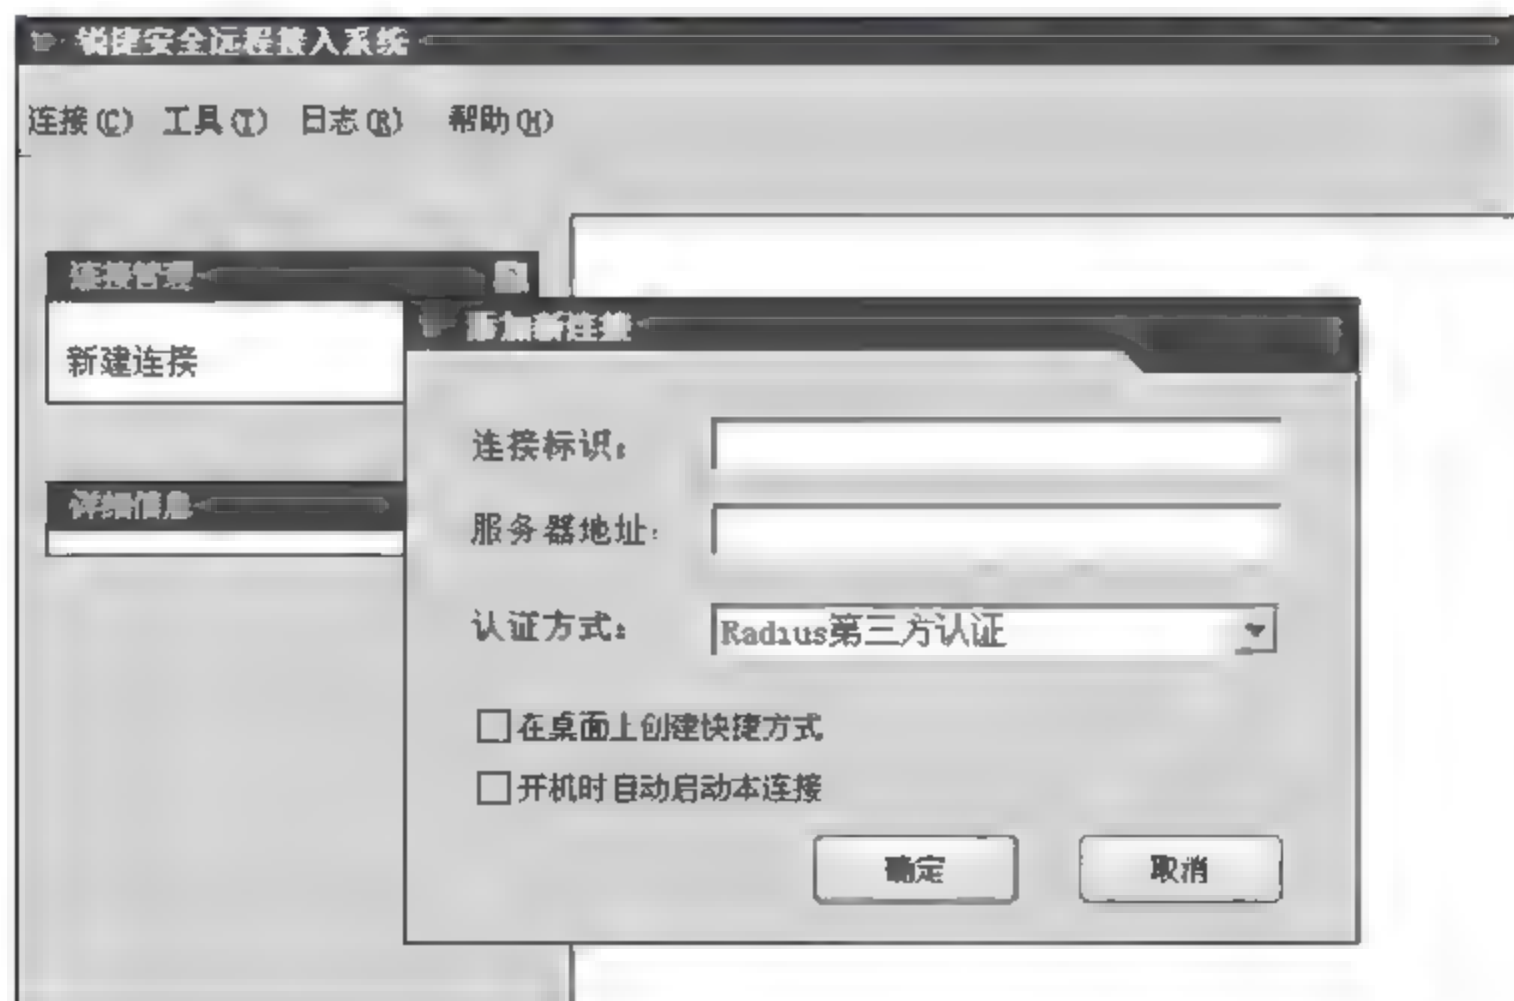 锐捷安全远程接入系统
连接(C) 工具(T) 日志(R) 帮助(H)
连接管理
新建连接
添加新连接
连接标识:
详细信息
服务器地址:
认证方式: Radius第三方认证
在桌面上创建快捷方式
开机时自动启动本连接
确定 取消